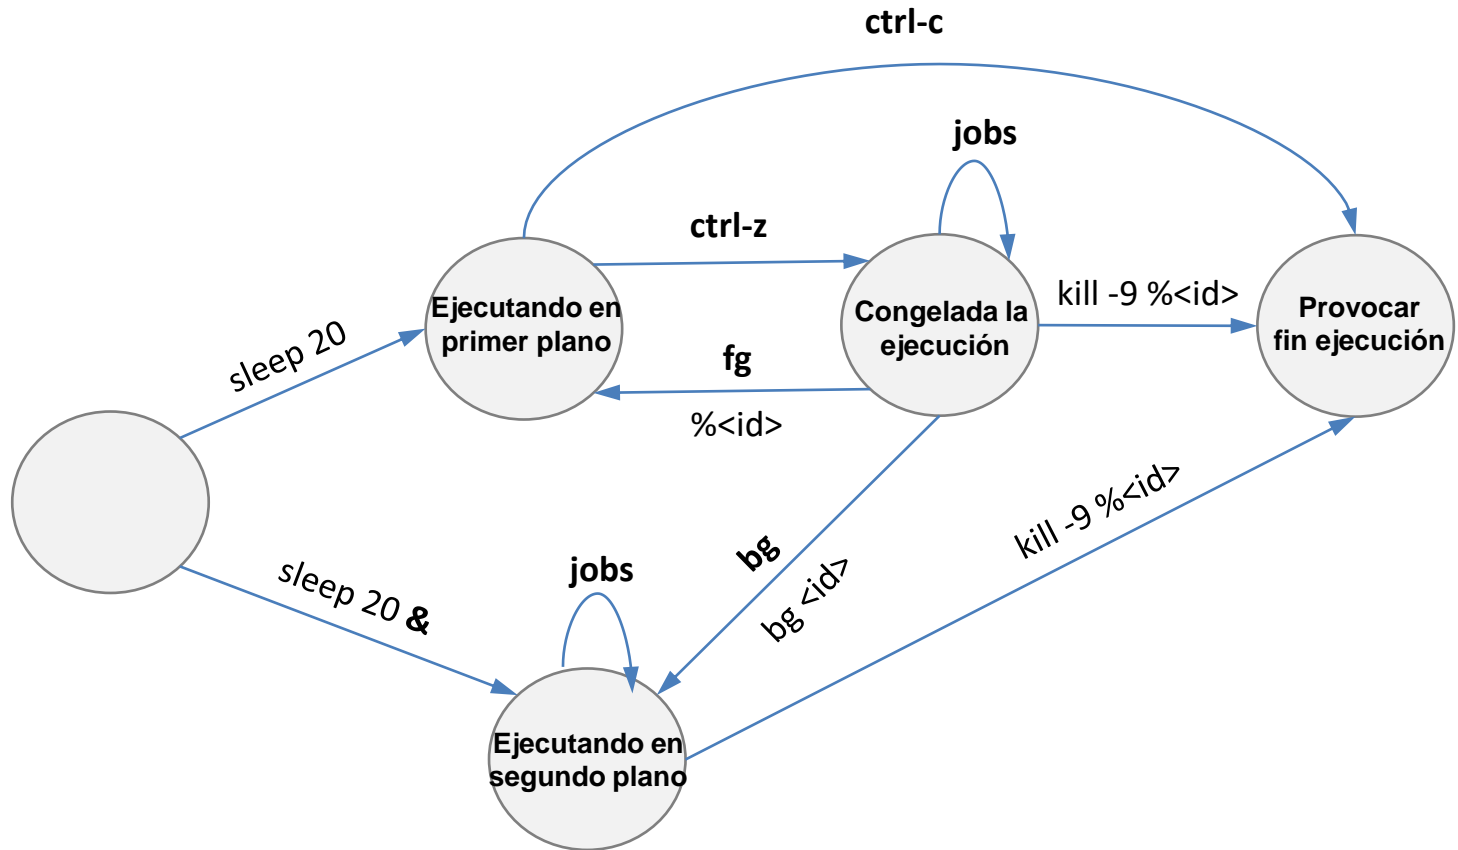 ctrl-c
jobs
ctrl-z
Ejecutando en
primer plano
Congelada la
ejecución
kill -9 %<id>
Provocar
fin ejecución
sleep 20
fg
%<id>
kill -9 %<id>
bg
bg <id>
sleep 20 &
jobs
Ejecutando en
segundo plano